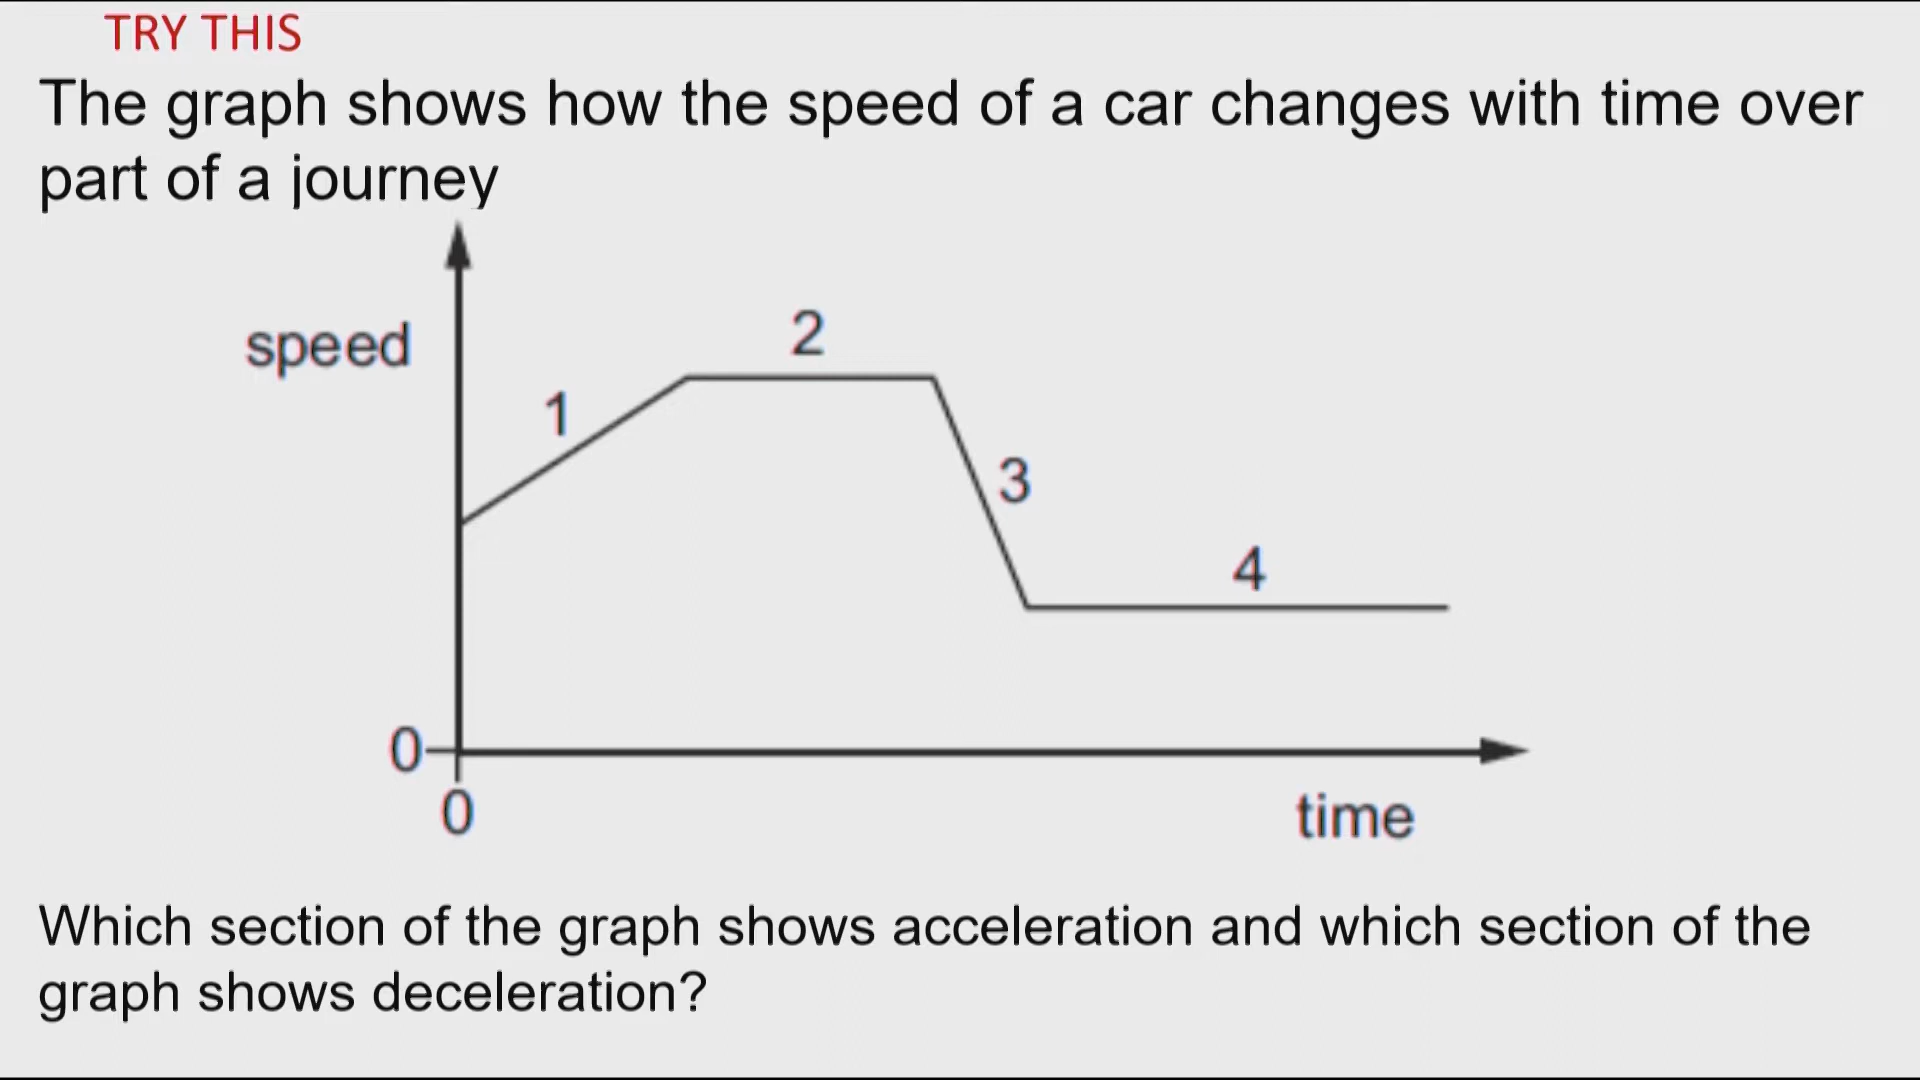 TRY THIS
The graph shows how the speed of a car changes with time over
part of a journey
speed
1
2
3
4
0
0
time
Which section of the graph shows acceleration and which section of the
graph shows deceleration?